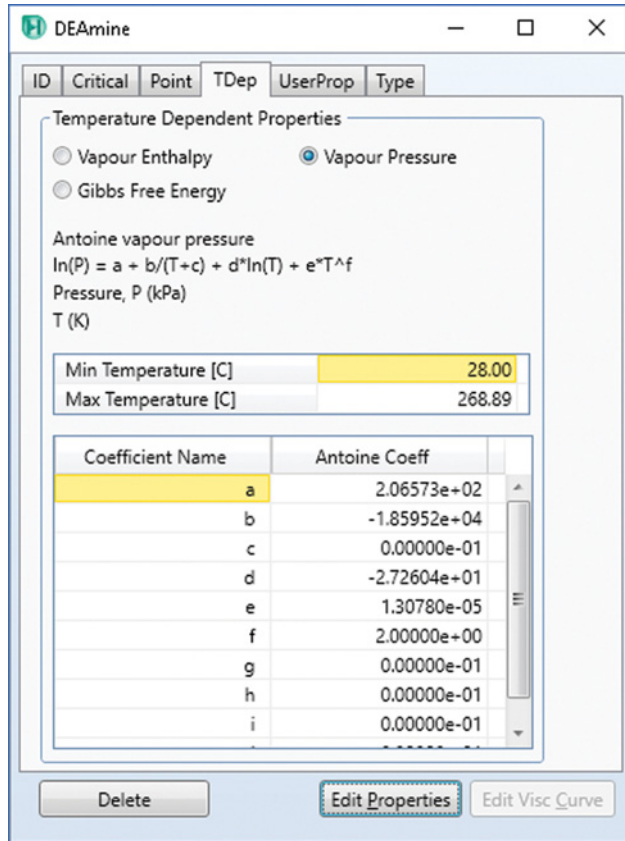 DEAmine
ID Critical Point TDep UserProp Type
Temperature Dependent Properties
Vapour Enthalpy Vapour Pressure
Gibbs Free Energy
Antoine vapour pressure
ln(P) = a + b/(T+c) + d*ln(T) + e*T^f
Pressure, P (kPa)
T (K)
Min Temperature [C] 28.00
Max Temperature [C] 268.89
Coefficient Name Antoine Coeff
a 2.06573e+02
b -1.85952e+04
c 0.00000e-01
d -2.72604e+01
e 1.30780e-05
f 2.00000e+00
g 0.00000e-01
h 0.00000e-01
i 0.00000e-01
Delete Edit Properties Edit Visc Curve